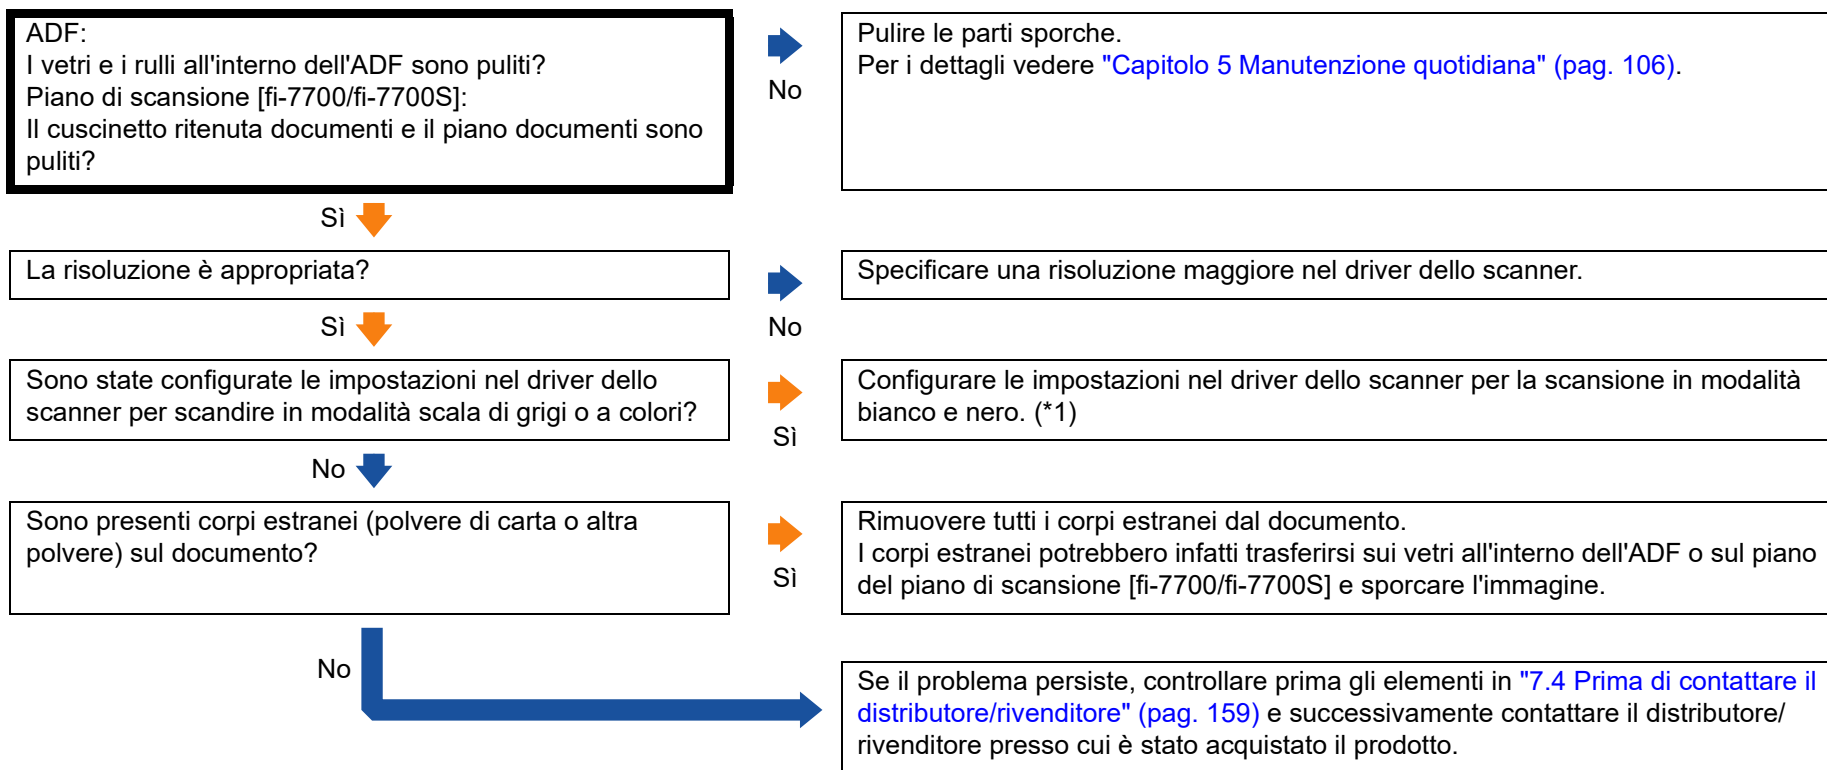 ADF:
I vetri e i rulli all'interno dell'ADF sono puliti?
Piano di scansione [fi-7700/fi-7700S]:
Il cuscinetto ritenuta documenti e il piano documenti sono
puliti?
No
Pulire le parti sporche.
Per i dettagli vedere "Capitolo 5 Manutenzione quotidiana" (pag. 106).
Sì
La risoluzione è appropriata?
No
Specificare una risoluzione maggiore nel driver dello scanner.
Sì
Sono state configurate le impostazioni nel driver dello
scanner per scandire in modalità scala di grigi o a colori?
Sì
Configurare le impostazioni nel driver dello scanner per la scansione in modalità
bianco e nero. (*1)
No
Sono presenti corpi estranei (polvere di carta o altra
polvere) sul documento?
Sì
Rimuovere tutti i corpi estranei dal documento.
I corpi estranei potrebbero infatti trasferirsi sui vetri all'interno dell'ADF o sul piano
del piano di scansione [fi-7700/fi-7700S] e sporcare l'immagine.
No
Se il problema persiste, controllare prima gli elementi in "7.4 Prima di contattare il
distributore/rivenditore" (pag. 159) e successivamente contattare il distributore/
rivenditore presso cui è stato acquistato il prodotto.